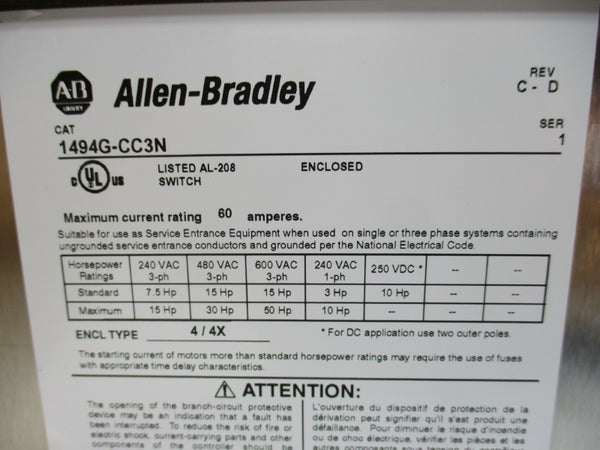 AB
Allen-Bradley
REV
C - D
CAT
SER
1494G-CC3N
1
C UL US
LISTED AL-208 ENCLOSED
SWITCH
Maximum current rating 60 amperes.
Suitable for use as Service Entrance Equipment when used on single or three phase systems containing
ungrounded service entrance conductors and grounded per the National Electrical Code.
Horsepower Ratings 240 VAC 3-ph 480 VAC 3-ph 600 VAC 3-ph 240 VAC 1-ph 250 VDC * -- --
Standard 7.5 Hp 15 Hp 15 Hp 3 Hp 10 Hp -- --
Maximum 15 Hp 30 Hp 50 Hp 10 Hp -- -- --
ENCL TYPE 4 / 4X * For DC application use two outer poles.
The starting current of motors more than standard horsepower ratings may require the use of fuses
with appropriate time delay characteristics.
ATTENTION:
The opening of the branch-circuit protective
device may be an indication that a fault has
been interrupted. To reduce the risk of fire or
electric shock, current-carrying parts and other
components of the controller should be
L'ouverture du dispositif de protection de la
dérivation peut signifier qu'il s'est produit une
défaillance. Pour diminuer le risque d'incendie
ou de choc électrique, vérifier les pièces et les